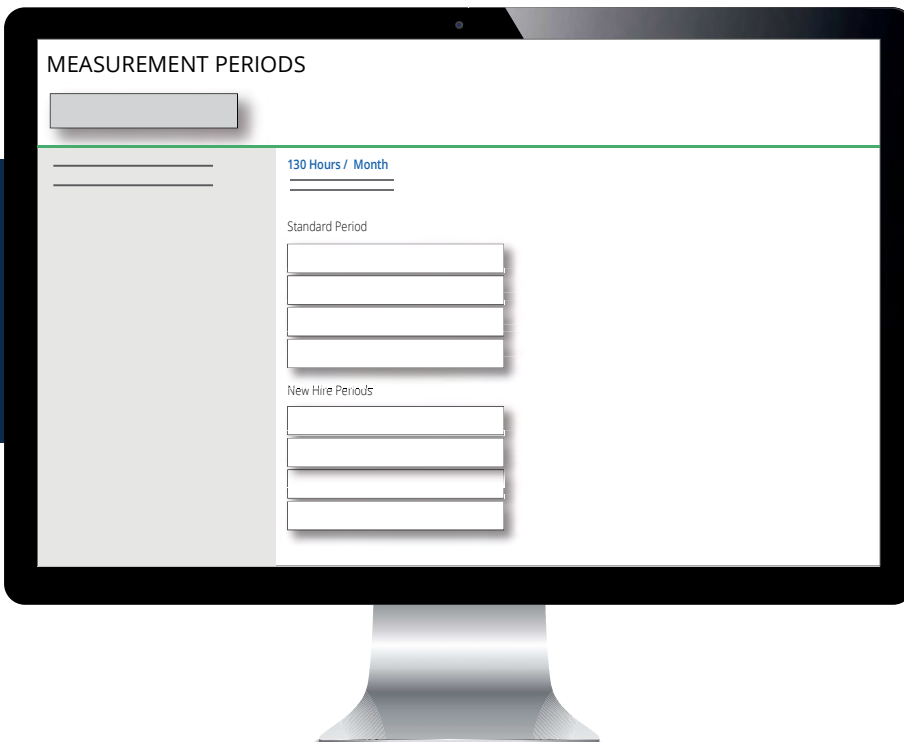 MEASUREMENT PERIODS
130 Hours / Month
Standard Period
New Hire Periods